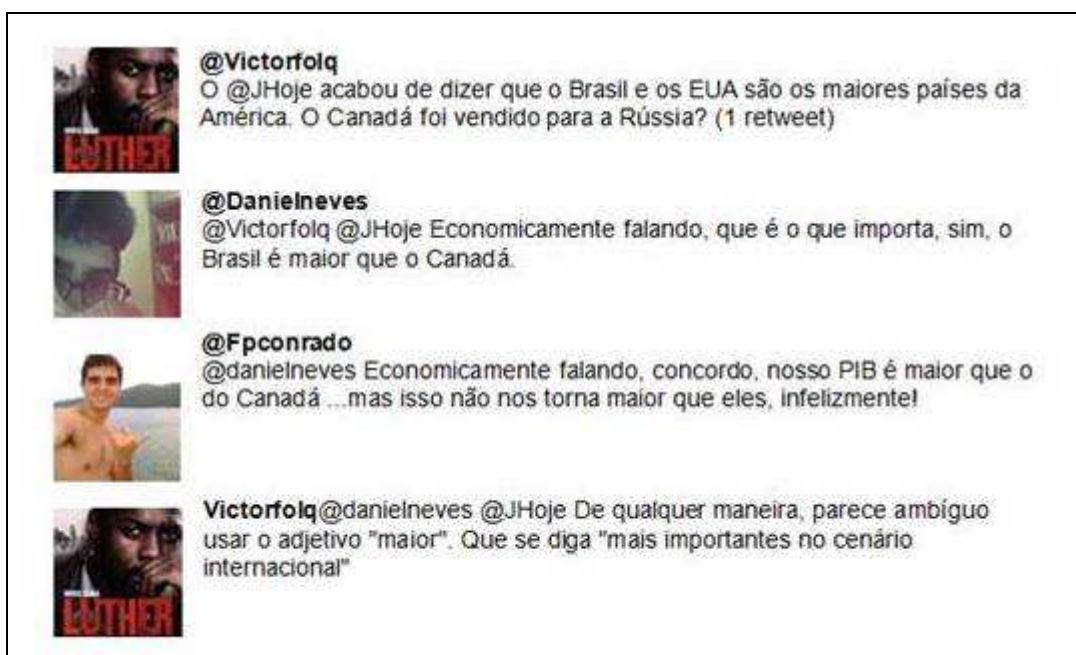 @Victorfolq
O @JHoje acabou de dizer que o Brasil e os EUA são os maiores países da
América. O Canadá foi vendido para a Rússia? (1 retweet)
LUTHER
@Danielneves
@Victorfolq @JHoje Economicamente falando, que é o que importa, sim, o
Brasil é maior que o Canadá.
@Fpconrado
@danielneves Economicamente falando, concordo, nosso PIB é maior que o
do Canadá ...mas isso não nos torna maior que eles, infelizmente!
Victorfolq@danielneves @JHoje De qualquer maneira, parece ambíguo
usar o adjetivo "maior". Que se diga "mais importantes no cenário
internacional"
LUTHER